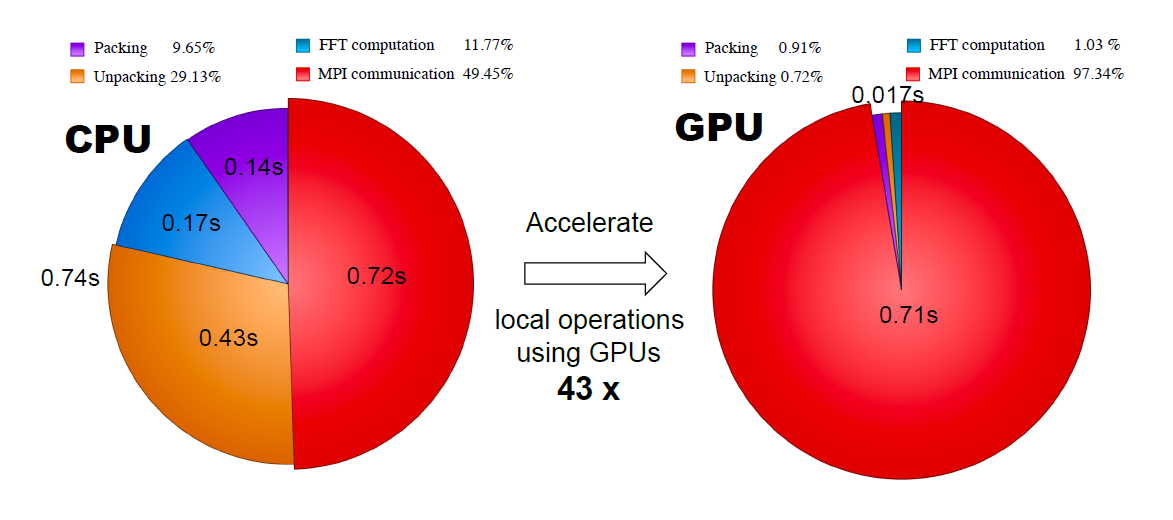 Packing 9.65%
FFT computation 11.77%
Unpacking 29.13%
MPI communication 49.45%
CPU
0.14s
0.17s
0.74s
0.72s
0.43s
Accelerate
local operations
using GPUs
43 x
Packing 0.91%
FFT computation 1.03 %
Unpacking 0.72%
MPI communication 97.34%
0.017s
GPU
0.71s